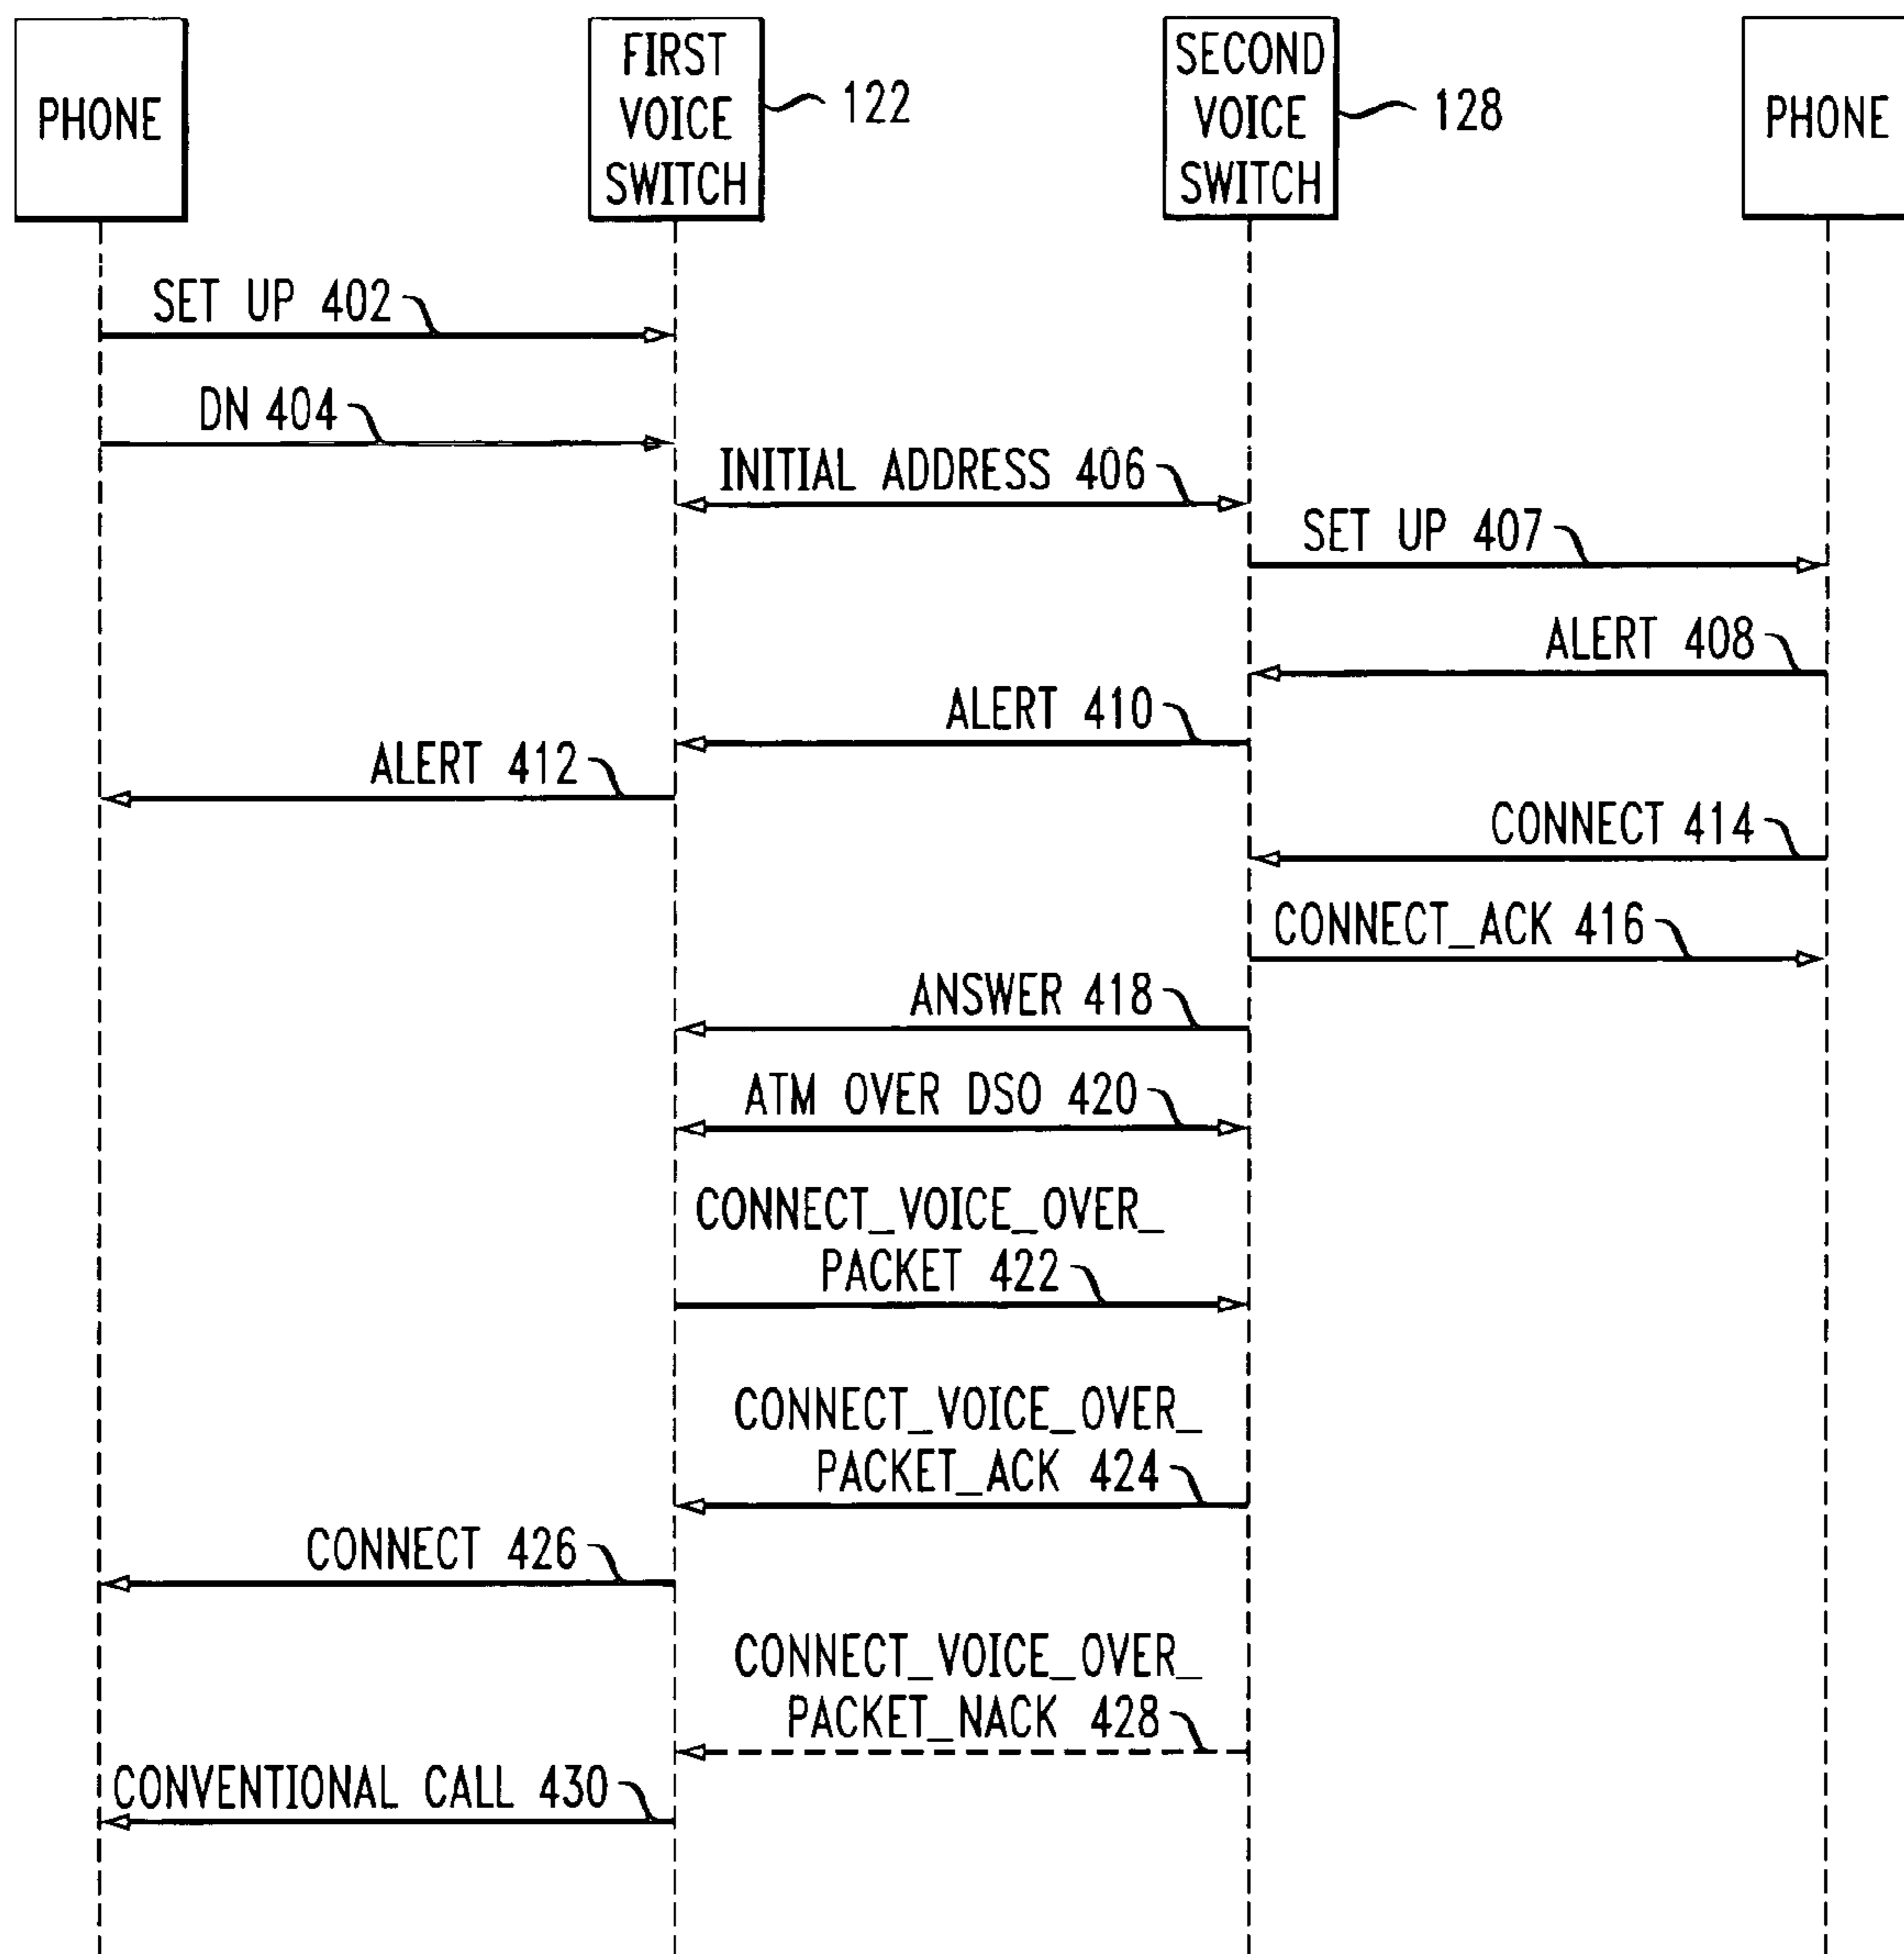 PHONE
FIRST
VOICE
SWITCH
122
SECOND
VOICE
SWITCH
128
PHONE
SET UP 402
DN 404
INITIAL ADDRESS 406
SET UP 407
ALERT 408
ALERT 410
ALERT 412
CONNECT 414
CONNECT_ACK 416
ANSWER 418
ATM OVER DSO 420
CONNECT_VOICE_OVER_
PACKET 422
CONNECT_VOICE_OVER_
PACKET_ACK 424
CONNECT 426
CONNECT_VOICE_OVER_
PACKET_NACK 428
CONVENTIONAL CALL 430